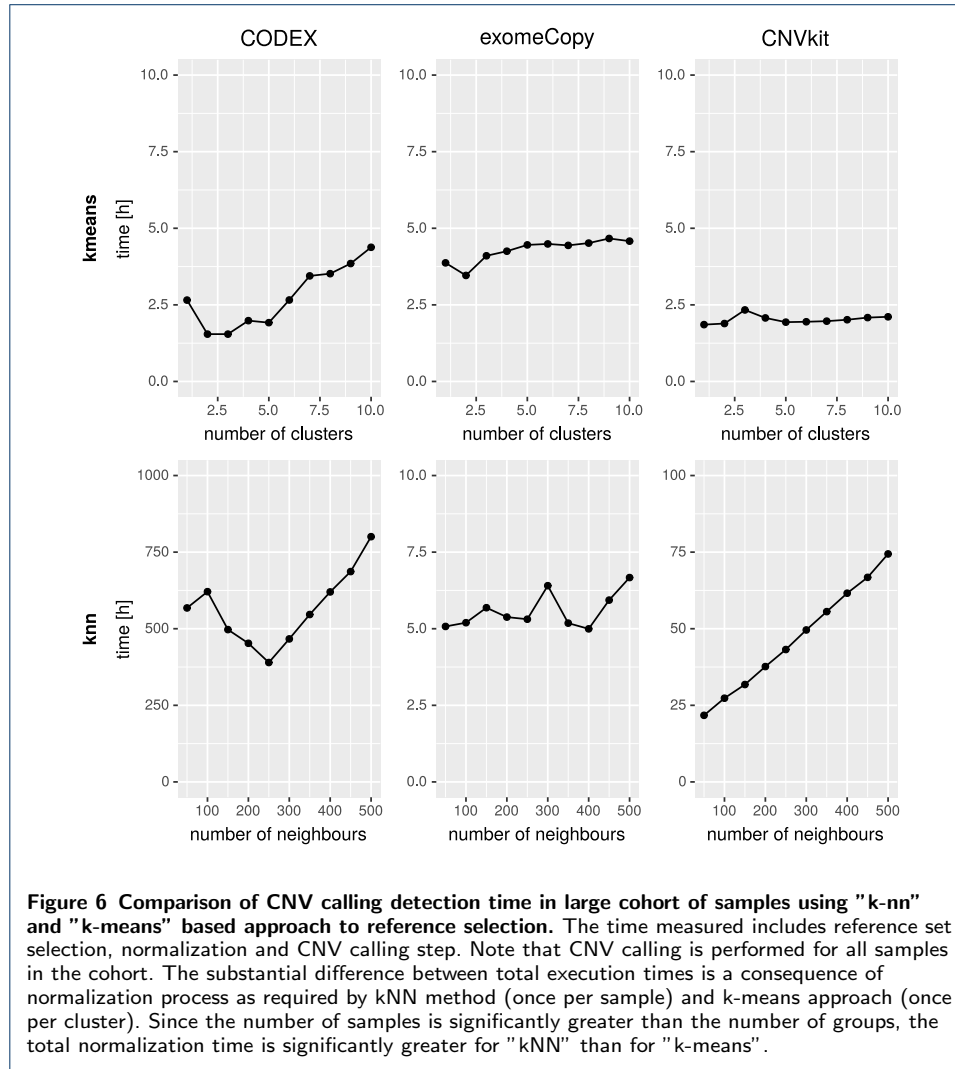 CODEX exomeCopy CNVkit
10.0 10.0 10.0
7.5 7.5 7.5
kmeans
time [h]
5.0 5.0 5.0
2.5 2.5 2.5
0.0 0.0 0.0
2.5 5.0 7.5 10.0 2.5 5.0 7.5 10.0 2.5 5.0 7.5 10.0
number of clusters number of clusters number of clusters
1000 10.0 100
750 7.5 75
knn
time [h]
500 5.0 50
250 2.5 25
0 0.0 0
100 200 300 400 500 100 200 300 400 500 100 200 300 400 500
number of neighbours number of neighbours number of neighbours
Figure 6 Comparison of CNV calling detection time in large cohort of samples using ”k-nn”
and ”k-means” based approach to reference selection. The time measured includes reference set
selection, normalization and CNV calling step. Note that CNV calling is performed for all samples
in the cohort. The substantial difference between total execution times is a consequence of
normalization process as required by kNN method (once per sample) and k-means approach (once
per cluster). Since the number of samples is significantly greater than the number of groups, the
total normalization time is significantly greater for ”kNN” than for ”k-means”.